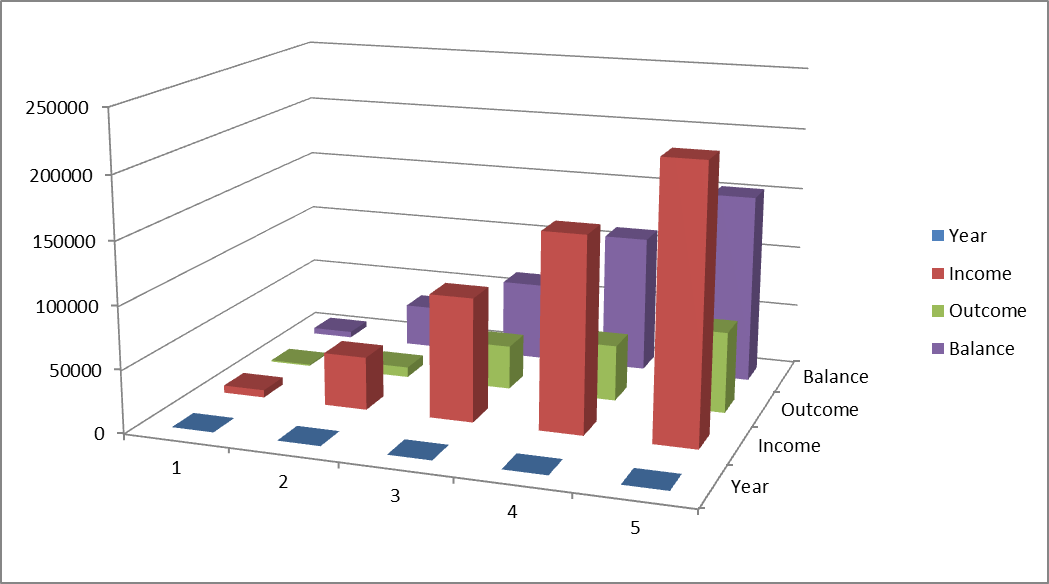 250000
200000
150000
100000
50000
0
1
2
3
4
5
Year
Income
Outcome
Balance
Year
Income
Outcome
Balance